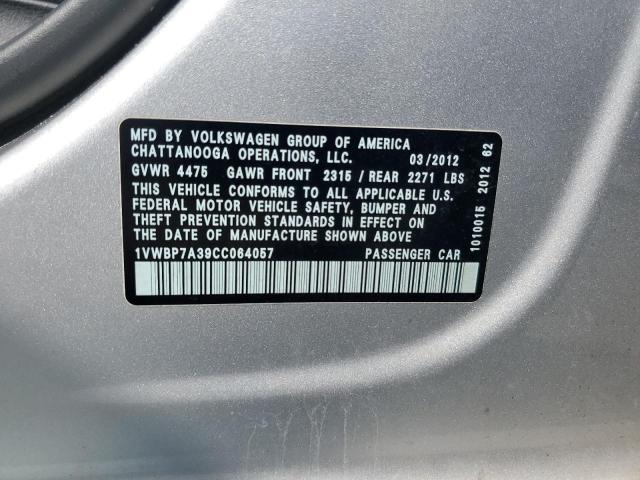 MFD BY VOLKSWAGEN GROUP OF AMERICA
CHATTANOOGA OPERATIONS, LLC. 03/2012
GVWR 4475 GAWR FRONT 2315 / REAR 2271 LBS
THIS VEHICLE CONFORMS TO ALL APPLICABLE U.S.
FEDERAL MOTOR VEHICLE SAFETY, BUMPER AND
THEFT PREVENTION STANDARDS IN EFFECT ON
THE DATE OF MANUFACTURE SHOWN ABOVE
1VWBP7A39CC064057 PASSENGER CAR
1010015 2012 62